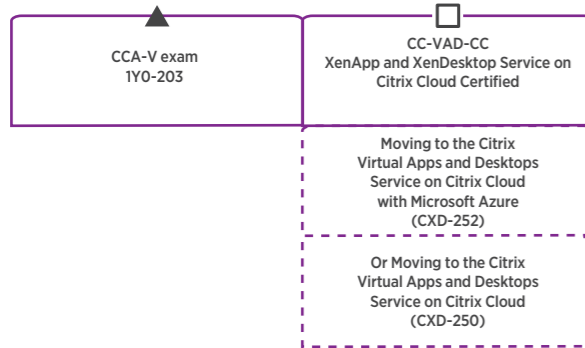 CCA-V exam
1Y0-203
CC-VAD-CC
XenApp and XenDesktop Service on
Citrix Cloud Certified
Moving to the Citrix
Virtual Apps and Desktops
Service on Citrix Cloud
with Microsoft Azure
(CXD-252)
Or Moving to the Citrix
Virtual Apps and Desktops
Service on Citrix Cloud
(CXD-250)